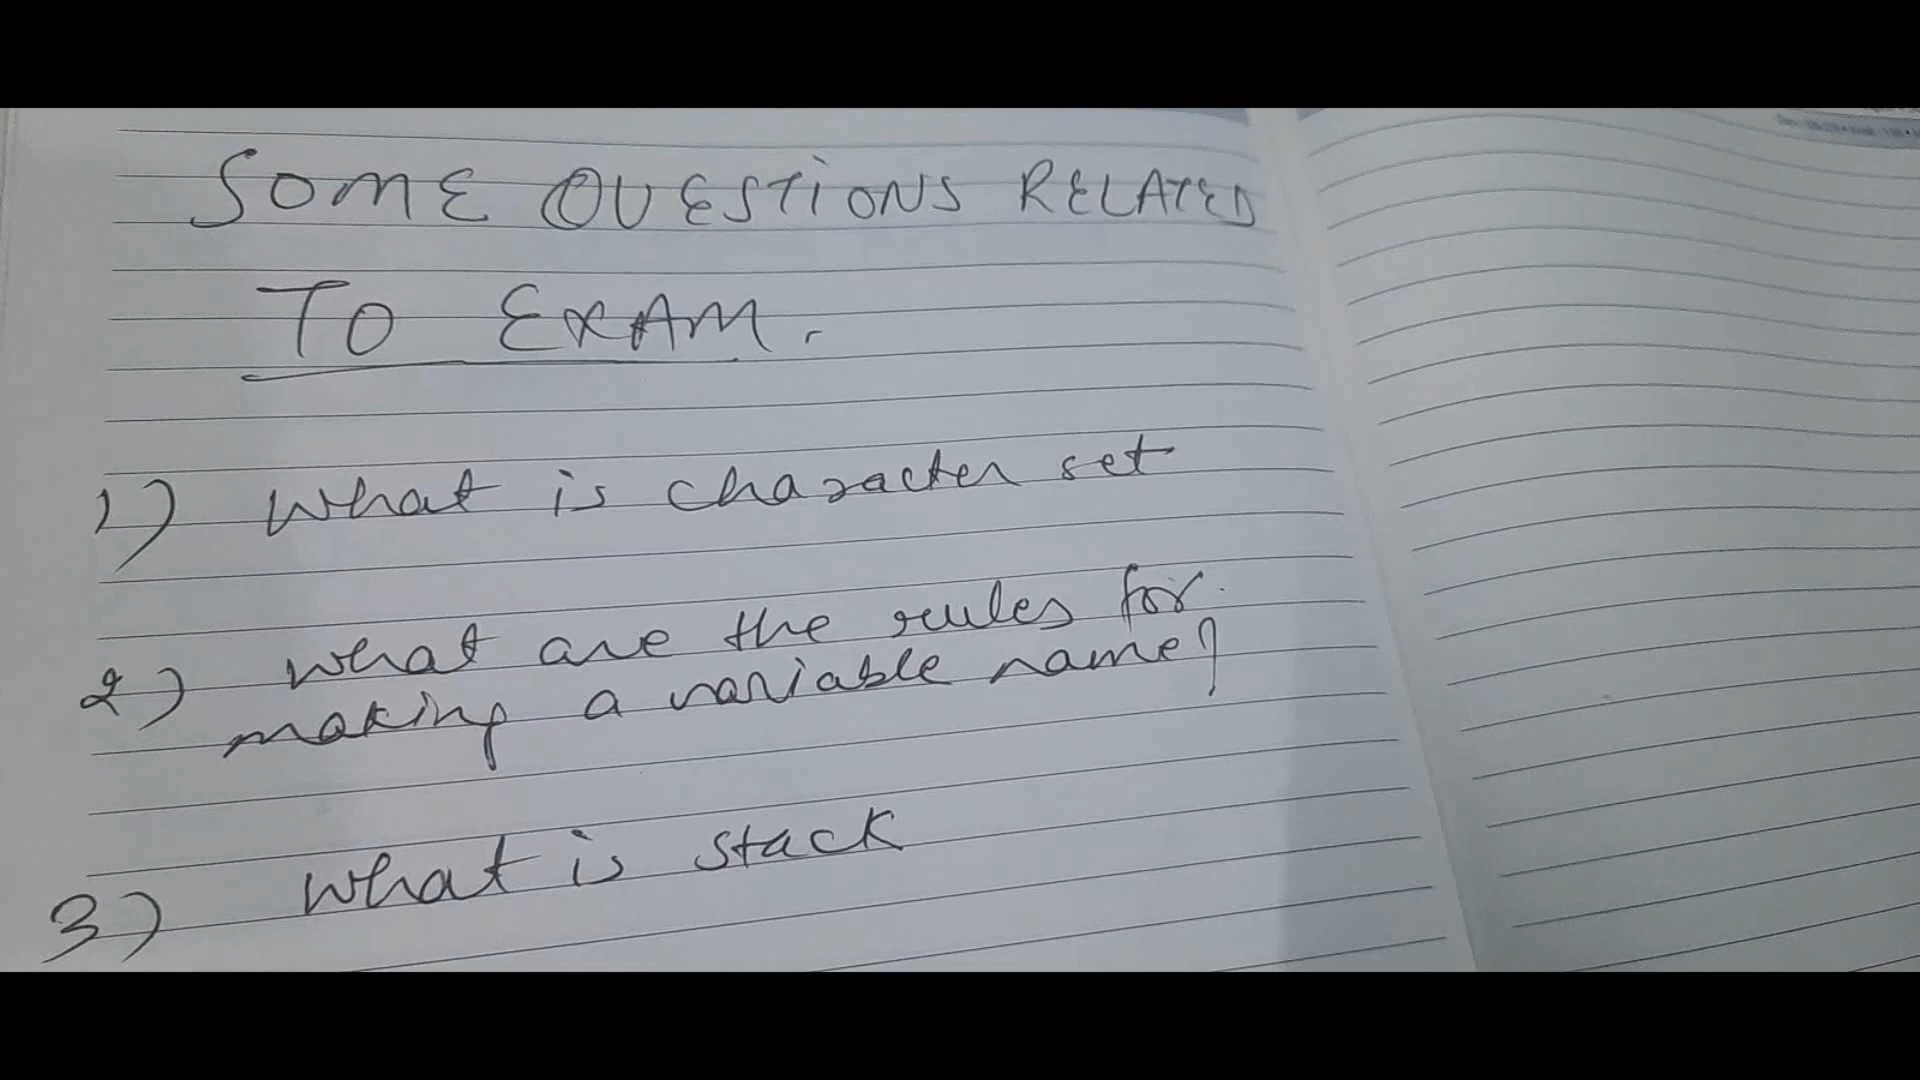 SOME QUESTIONS RELATED
TO EXAM.
1) What is character set
2) What are the rules for
making a variable name?
3) What is stack